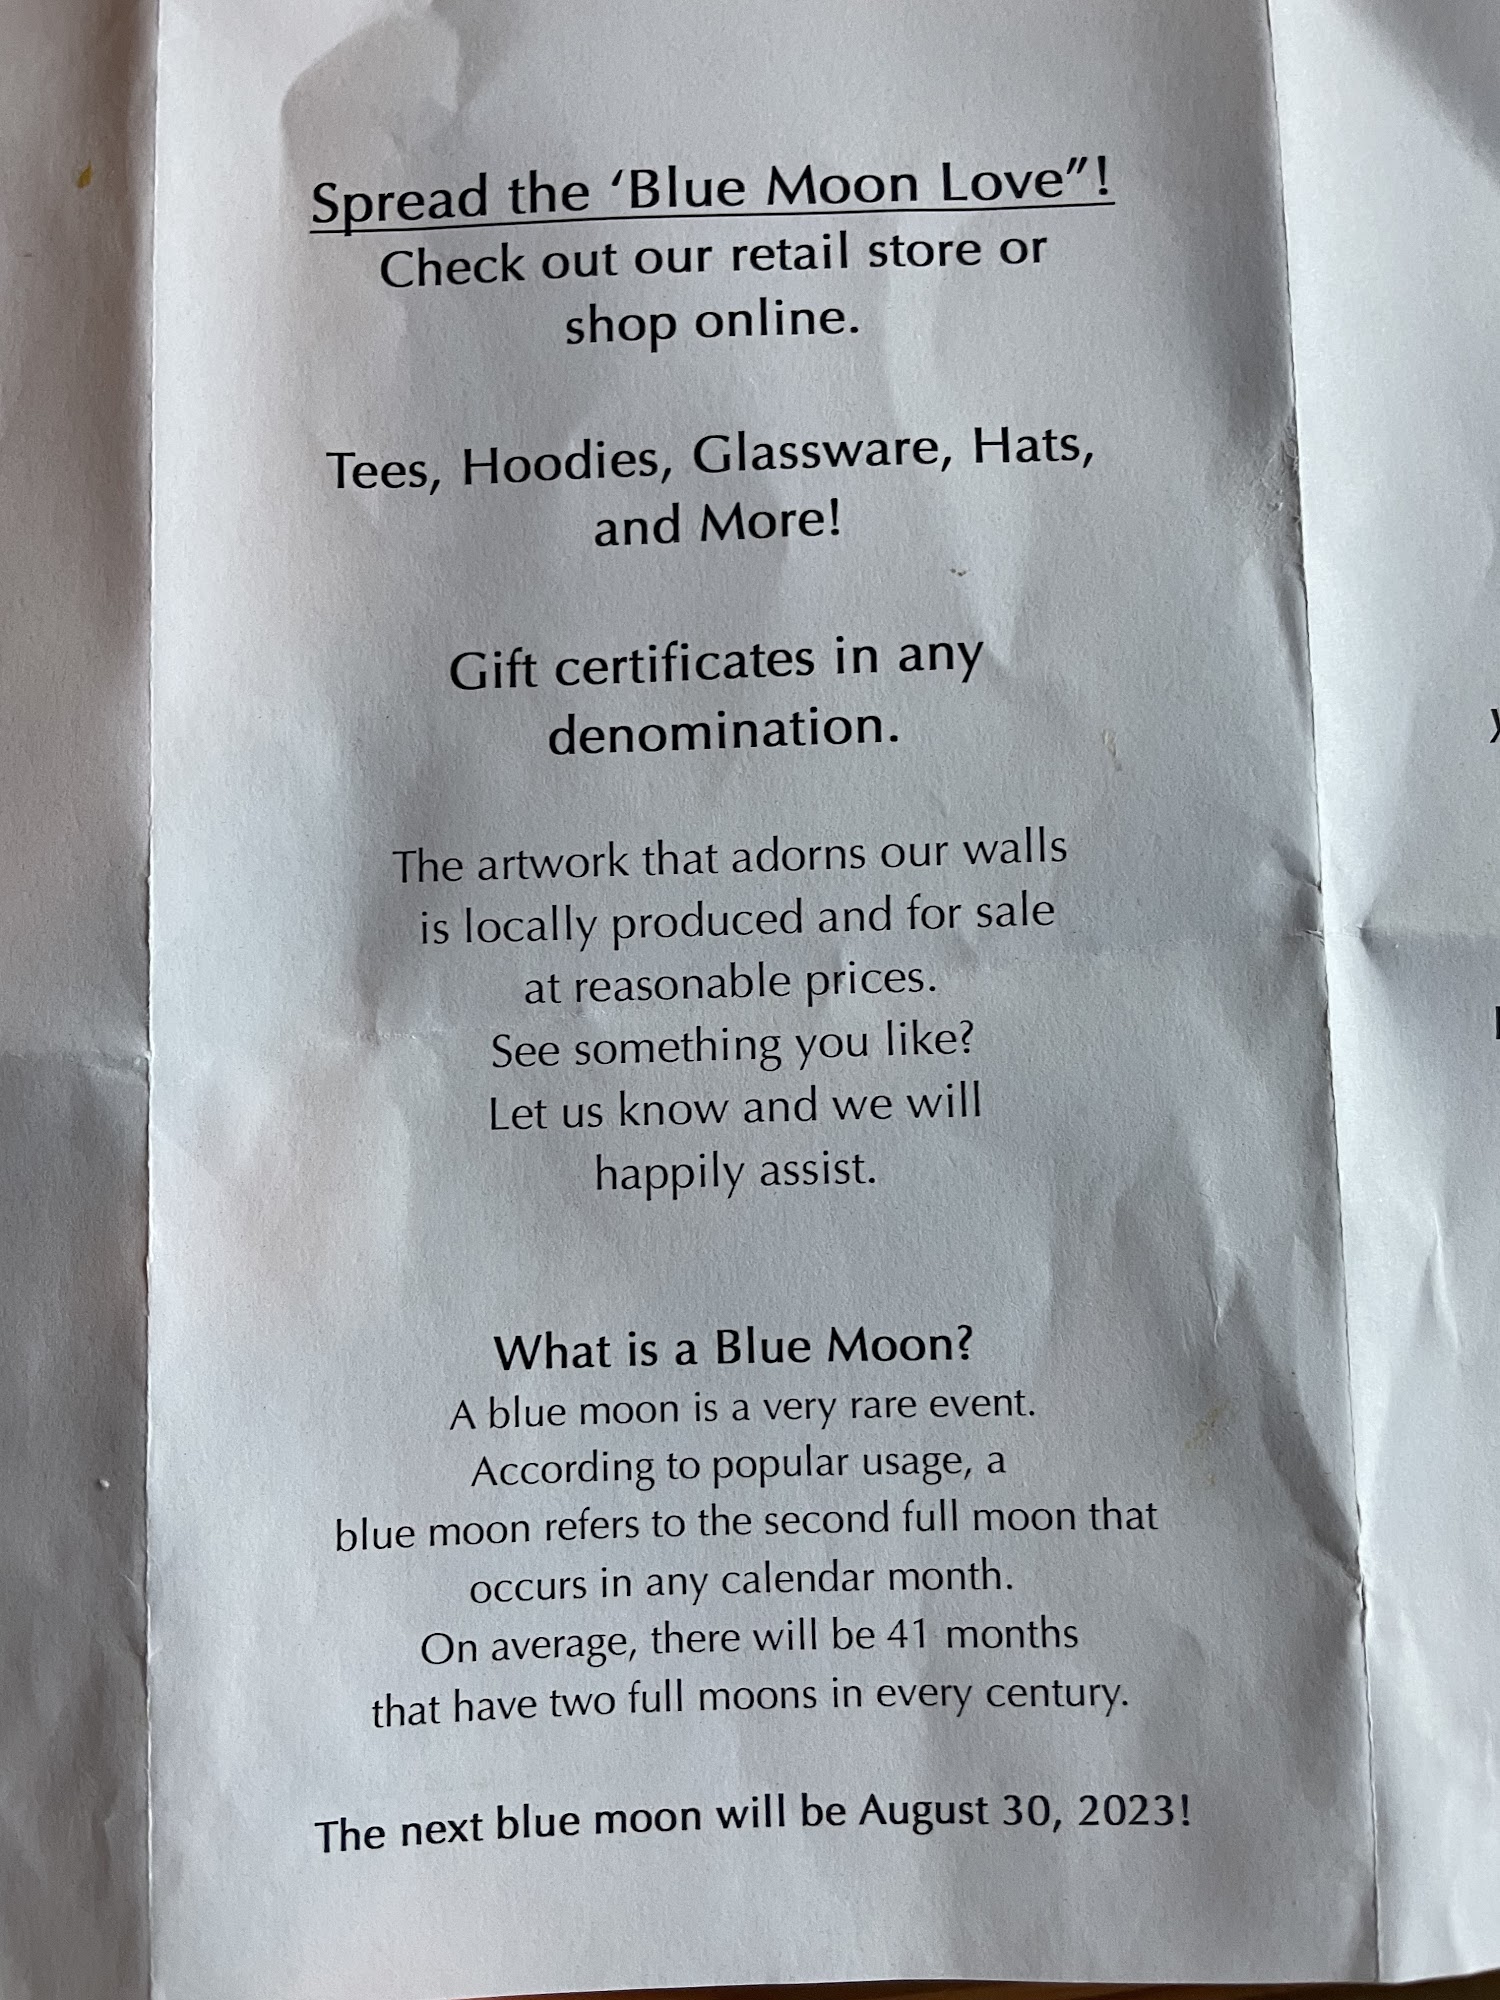 Spread the ‘Blue Moon Love”!
Check out our retail store or
shop online.
Tees, Hoodies, Glassware, Hats,
and More!
Gift certificates in any
denomination.
The artwork that adorns our walls
is locally produced and for sale
at reasonable prices.
See something you like?
Let us know and we will
happily assist.
What is a Blue Moon?
A blue moon is a very rare event.
According to popular usage, a
blue moon refers to the second full moon that
occurs in any calendar month.
On average, there will be 41 months
that have two full moons in every century.
The next blue moon will be August 30, 2023!